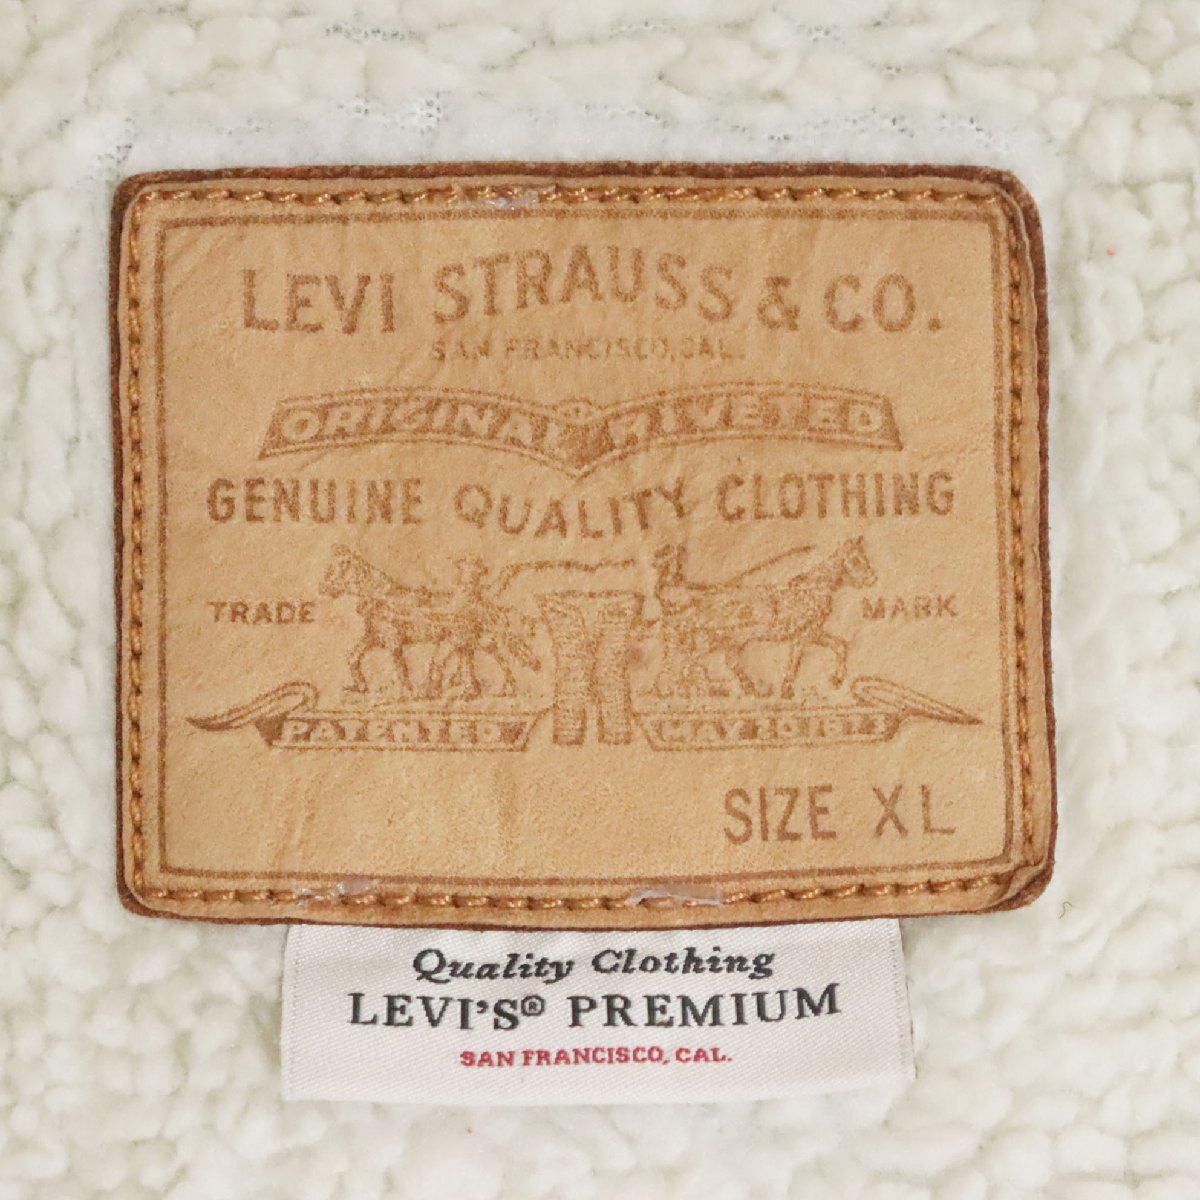 LEVI STRAUSS & CO.
SAN FRANCISCO, CAL.
ORIGINAL RIVETED
GENUINE QUALITY CLOTHING
TRADE MARK
PATENTED MAY 20 1873
SIZE XL
Quality Clothing
LEVI'S® PREMIUM
SAN FRANCISCO, CAL.